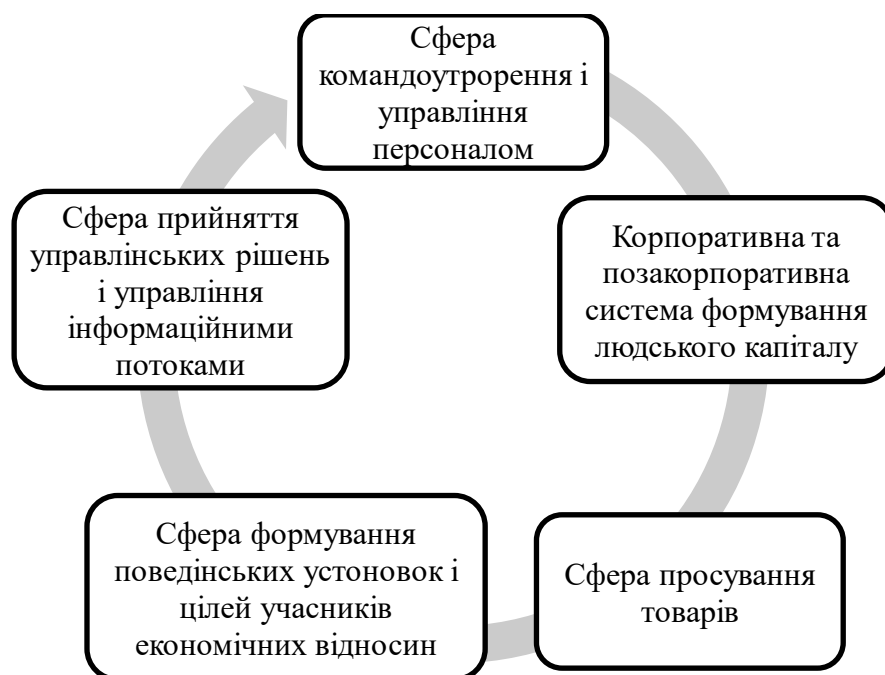 Сфера
командоутрорення і
управління
персоналом
Корпоративна та
позакорпоративна
система формування
людського капіталу
Сфера просування
товарів
Сфера формування
поведінських устоновок і
цілей учасників
економічних відносин
Сфера прийняття
управлінських рішень
і управління
інформаційними
потоками